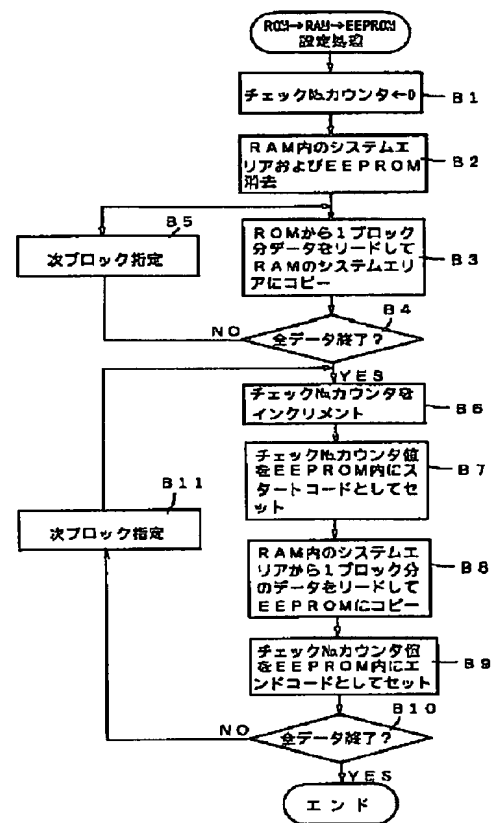 ROM→RAM→EEPROM
設定処理
チェック№カウンタ←0
B1
RAM内のシステムエ
リアおよびEEPROM
消去
B2
B5
次ブロック指定
ROMから1ブロック
分データをリードして
RAMのシステムエリ
アにコピー
B3
B4
NO
全データ終了?
YES
チェック№カウンタを
インクリメント
B6
チェック№カウンタ値
をEEPROM内にス
タートコードとしてセ
ット
B7
B11
次ブロック指定
RAM内のシステムエ
リアから1ブロック分
のデータをリードして
EEPROMにコピー
B8
チェック№カウンタ値
をEEPROM内にエ
ンドコードとしてセット
B9
B10
NO
全データ終了?
YES
エンド